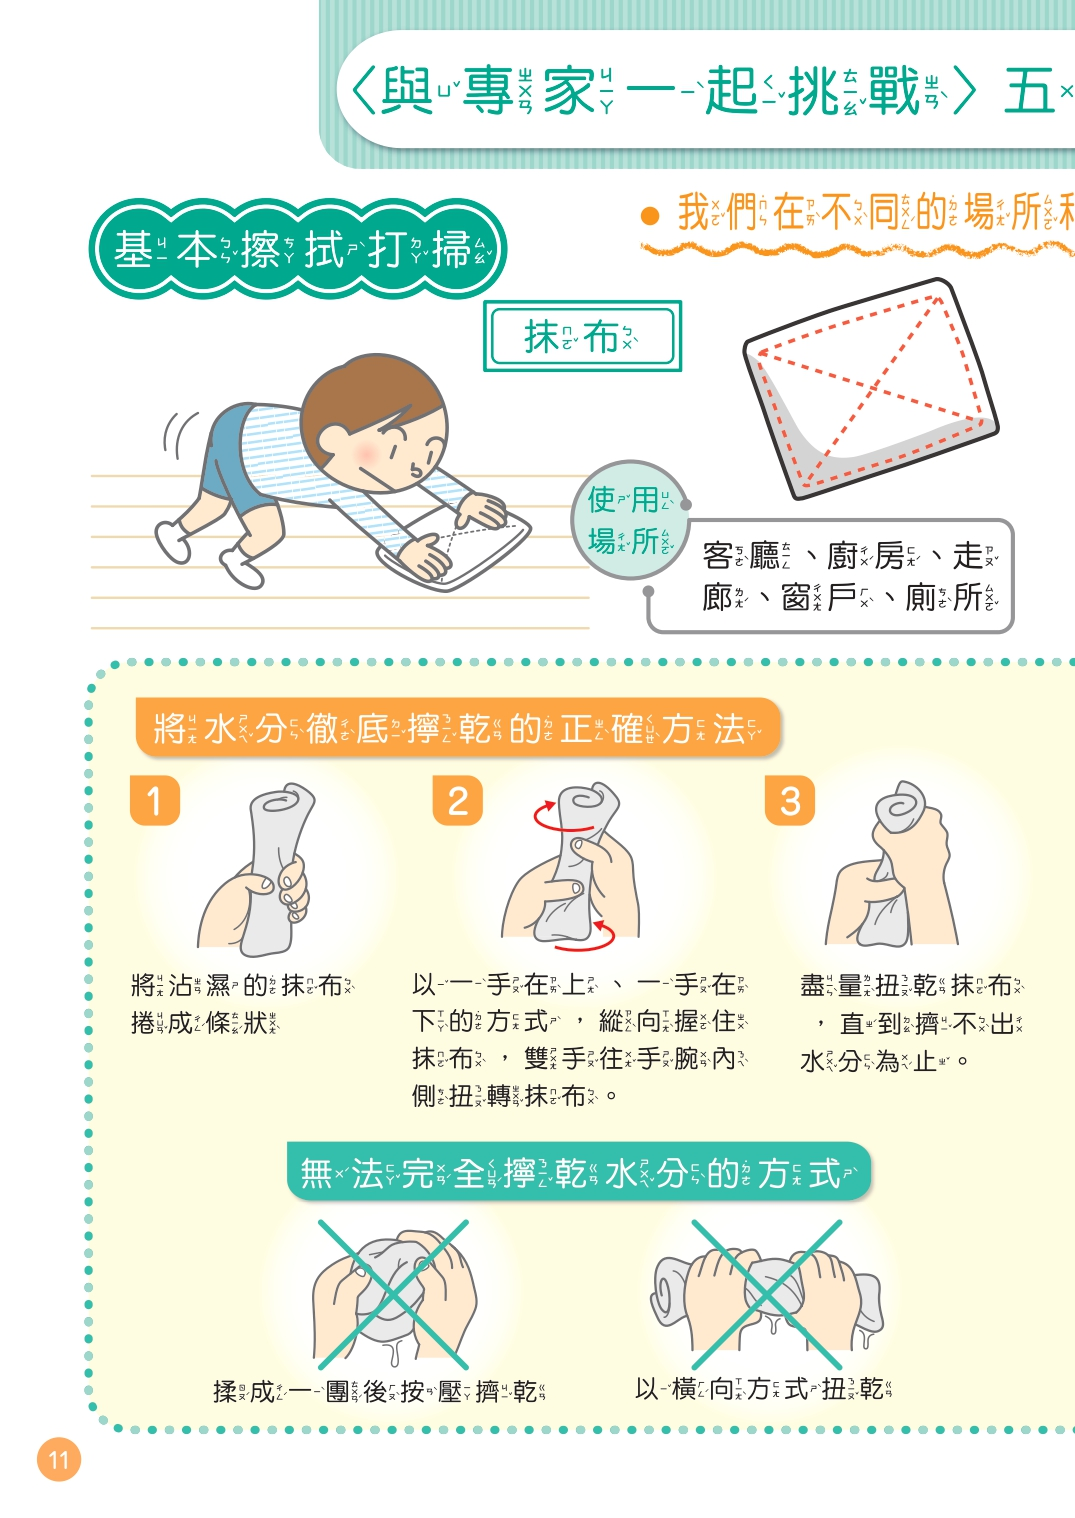 〈與專家一起挑戰〉五
基本擦拭打掃
我們在不同的場所
抹布
使用
場所
客廳、廚房、走
廊、窗戶、廁所
將水分徹底擰乾的正確方法
1
2
3
將沾濕的抹布
捲成條狀
以一手在上、一手在
下的方式，縱向握住
抹布，雙手往手腕內
側扭轉抹布。
盡量扭乾抹布
，直到擠不出
水分為止。
無法完全擰乾水分的方式
揉成一團後按壓擠乾
以橫向方式扭乾
11